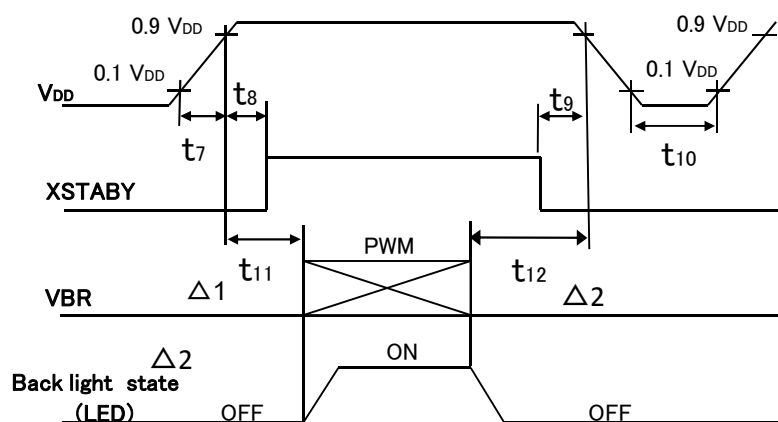 0.9 VDD
0.9 VDD
0.1 VDD
0.1 VDD
VDD
t8
t9
t7
t10
XSTABY
PWM
t11
t12
VBR
△1
△2
△2
ON
Back light state
(LED)
OFF
OFF